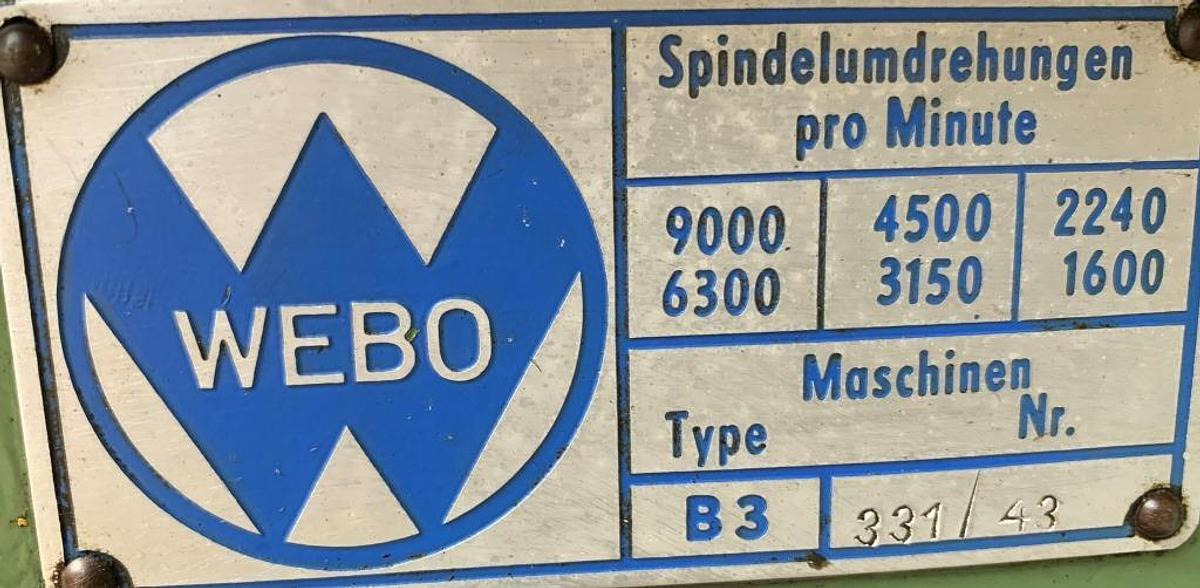 WEBO
Spindelumdrehungen
pro Minute
9000 4500 2240
6300 3150 1600
Maschinen
Type Nr.
B3 331/43